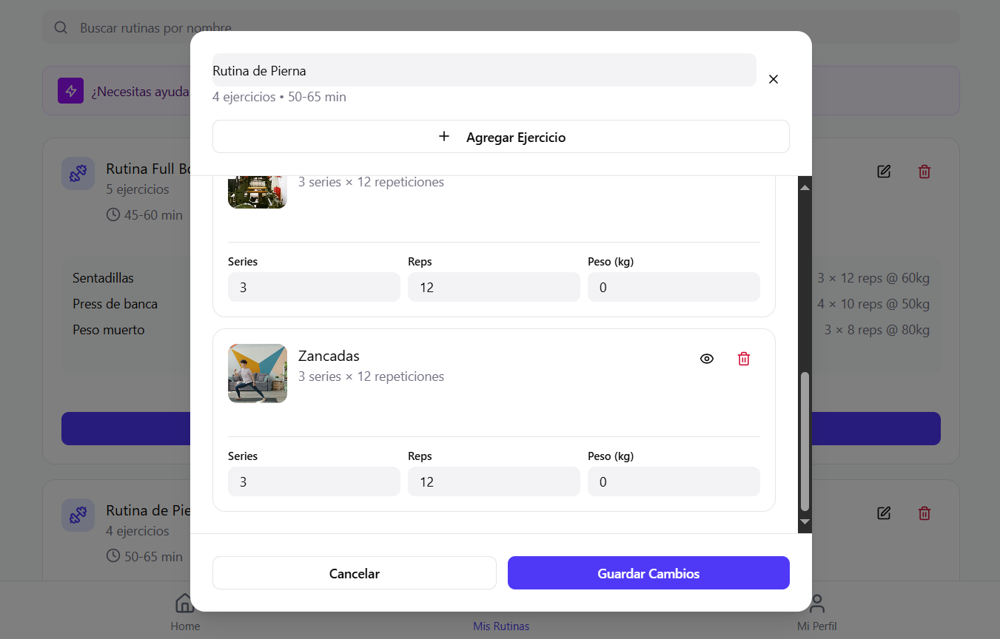 Buscar rutinas por nombre
Rutina de Pierna
4 ejercicios • 50-65 min
+ Agregar Ejercicio
¿Necesitas ayuda
Rutina Full
5 ejercicios
45-60 min
Sentadillas
3 × 12 reps @ 60kg
Press de banca
4 × 10 reps @ 50kg
Peso muerto
3 × 8 reps @ 80kg
3 series × 12 repeticiones
Series Reps Peso (kg)
3 12 0
Zancadas
3 series × 12 repeticiones
Series Reps Peso (kg)
3 12 0
Rutina de
4 ejercicios
50-65 min
Cancelar Guardar Cambios
Home Mis Rutinas Mi Perfil